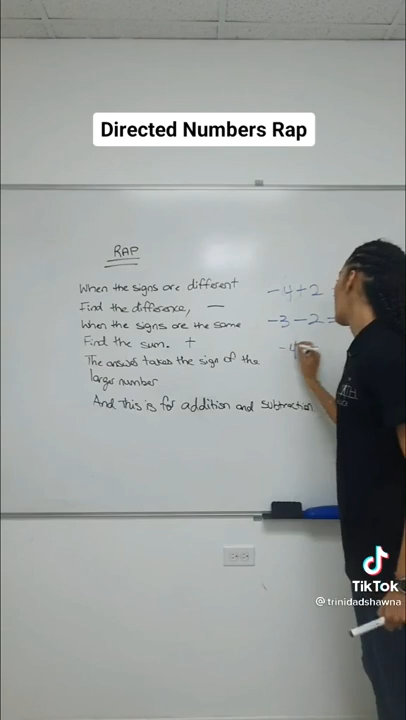 Directed Numbers Rap
RAP
When the signs are different
Find the difference, —
When the signs are the same
Find the sum. +
The answer takes the sign of the
larger number
And this is for addition and subtraction.
-4+2
-3-2=
-4
TikTok
@trinidadshawna